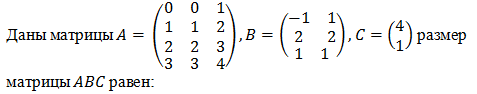 Даны матрицы A = (0 0 1; 1 1 2; 2 2 3; 3 3 4), B = (−1 1; 2 2; 1 1), C = (4; 1) размер
матрицы ABC равен: